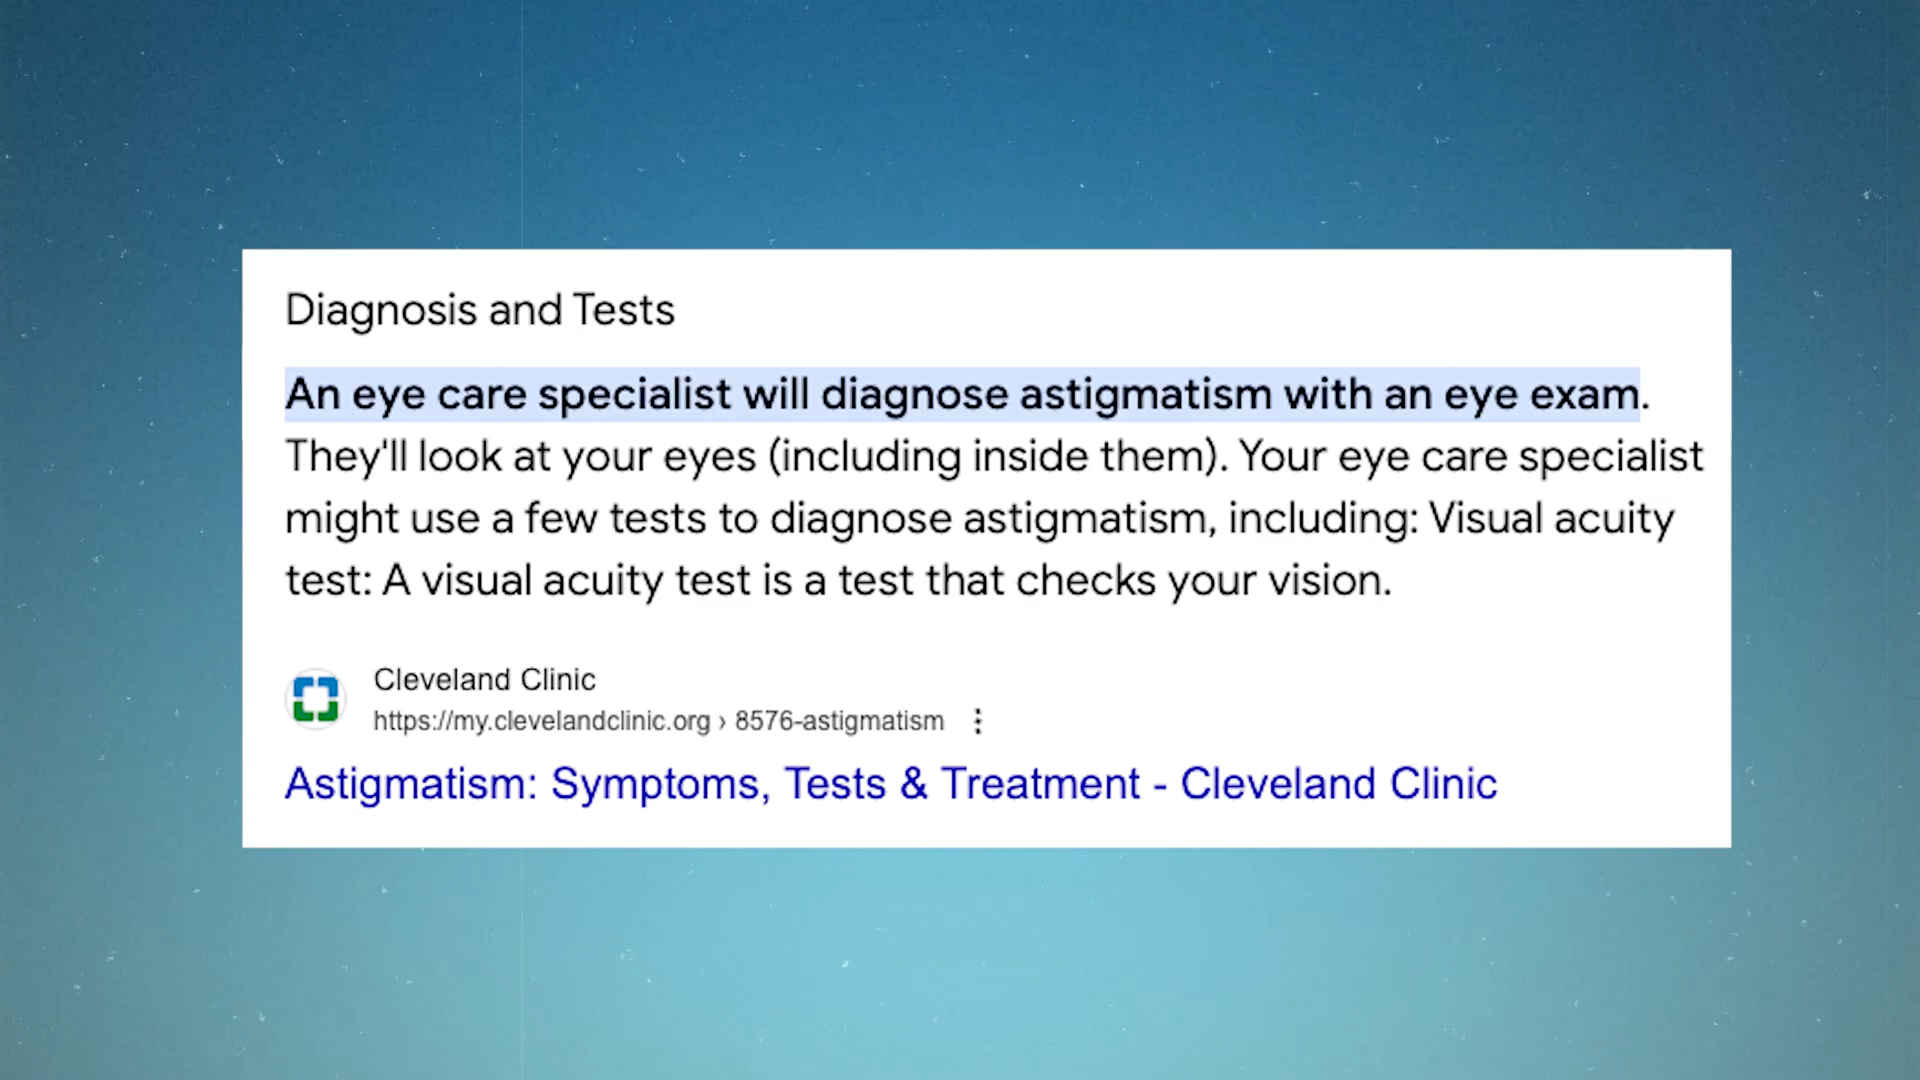 Diagnosis and Tests
An eye care specialist will diagnose astigmatism with an eye exam.
They'll look at your eyes (including inside them). Your eye care specialist
might use a few tests to diagnose astigmatism, including: Visual acuity
test: A visual acuity test is a test that checks your vision.
Cleveland Clinic
https://my.clevelandclinic.org › 8576-astigmatism
Astigmatism: Symptoms, Tests & Treatment - Cleveland Clinic